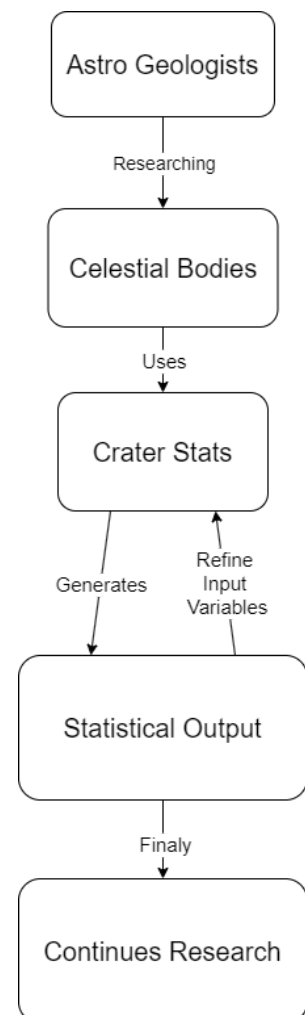 Astro Geologists
Researching
Celestial Bodies
Uses
Crater Stats
Generates
Refine
Input
Variables
Statistical Output
Finaly
Continues Research